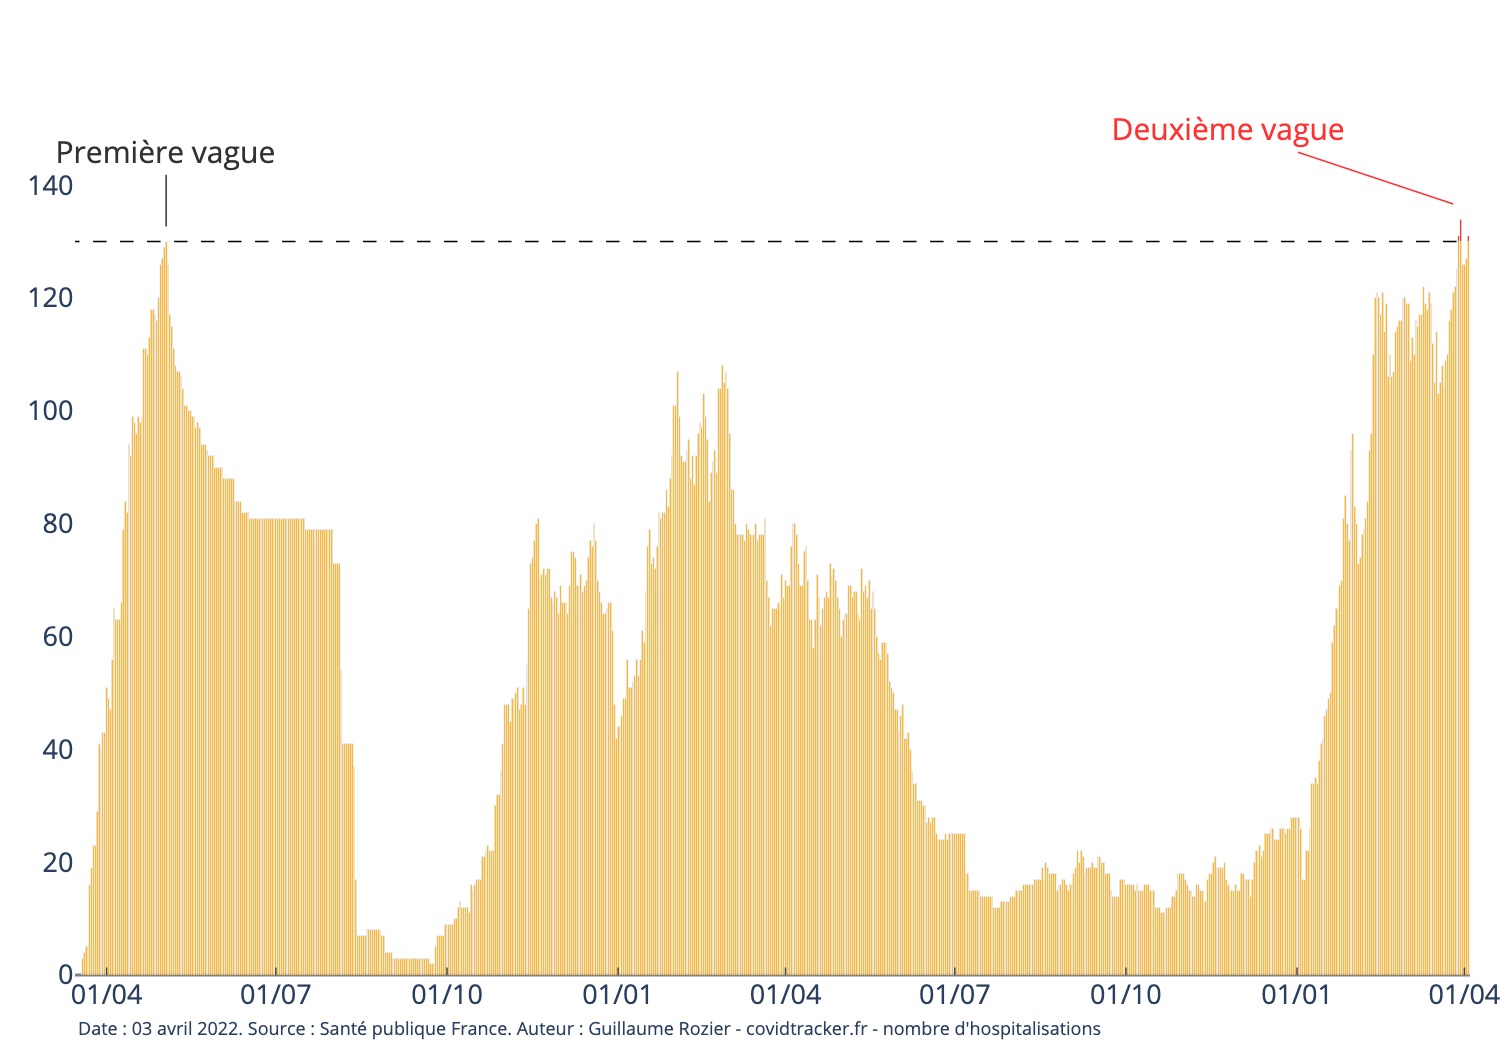 Deuxième vague
Première vague
140
120
100
80
60
40
20
0
01/04 01/07 01/10 01/01 01/04 01/07 01/10 01/01 01/04
Date : 03 avril 2022. Source : Santé publique France. Auteur : Guillaume Rozier - covidtracker.fr - nombre d'hospitalisations